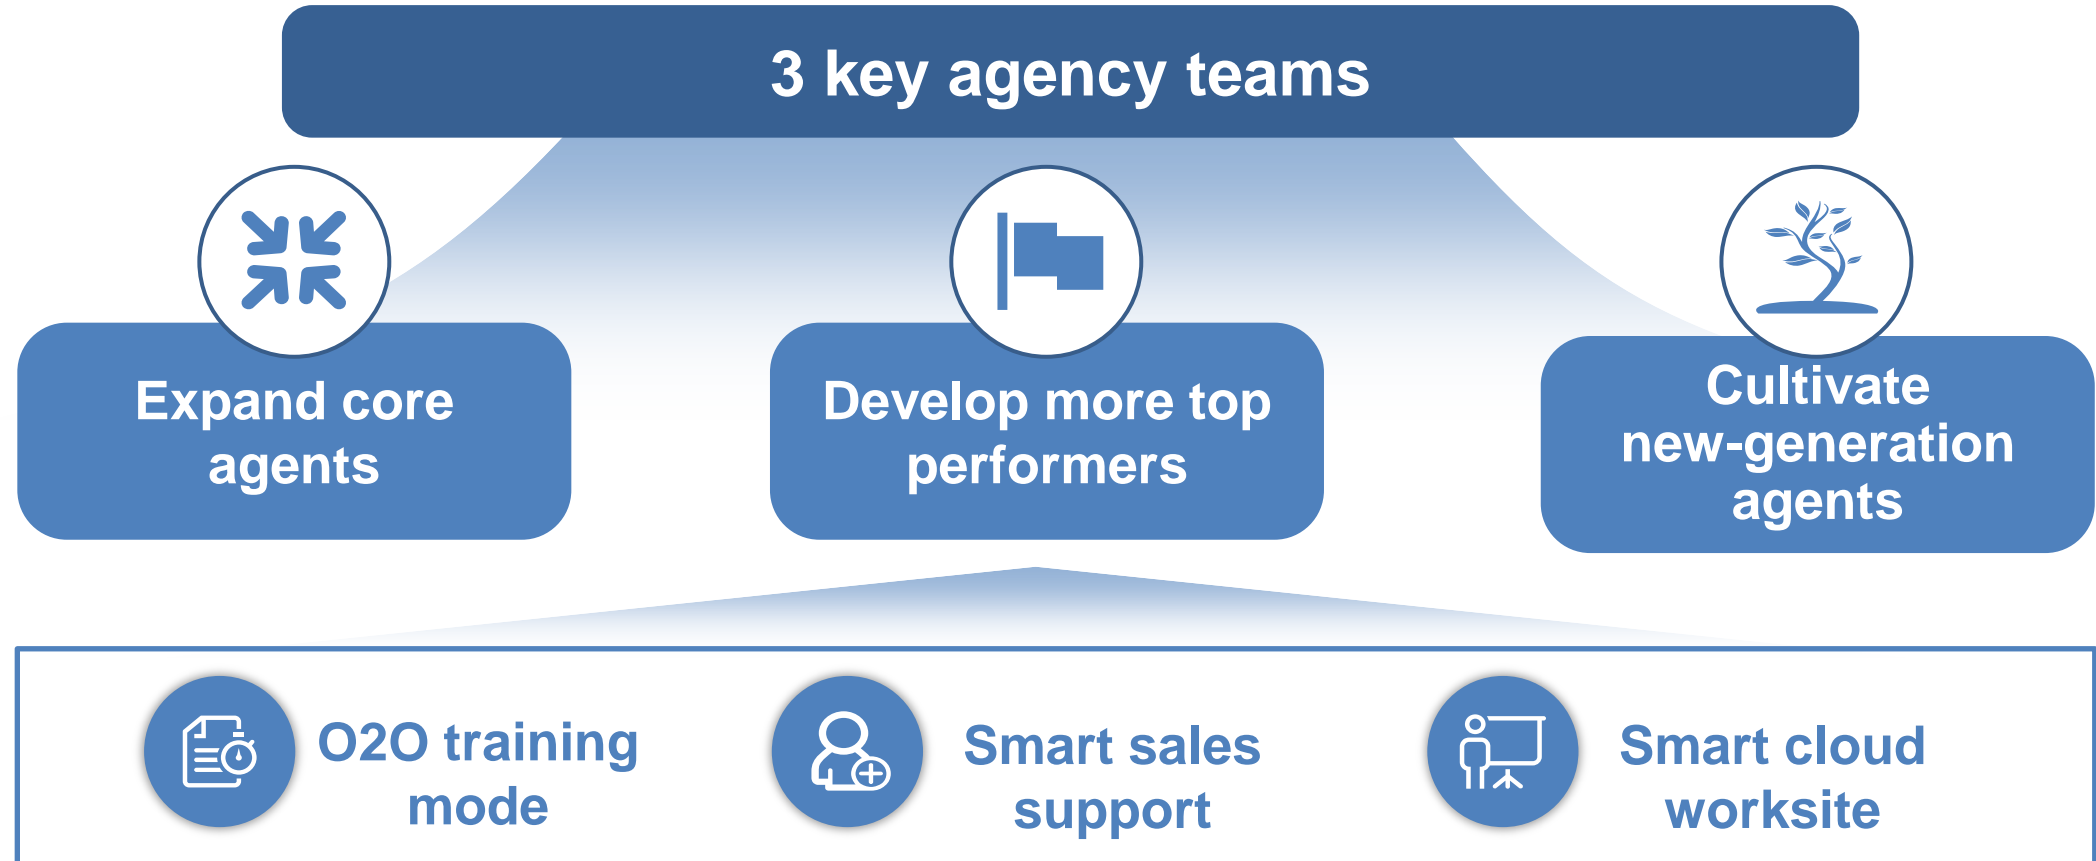 3 key agency teams
Expand core
agents
Develop more top
performers
Cultivate
new-generation
agents
O2O training
mode
Smart sales
support
Smart cloud
worksite